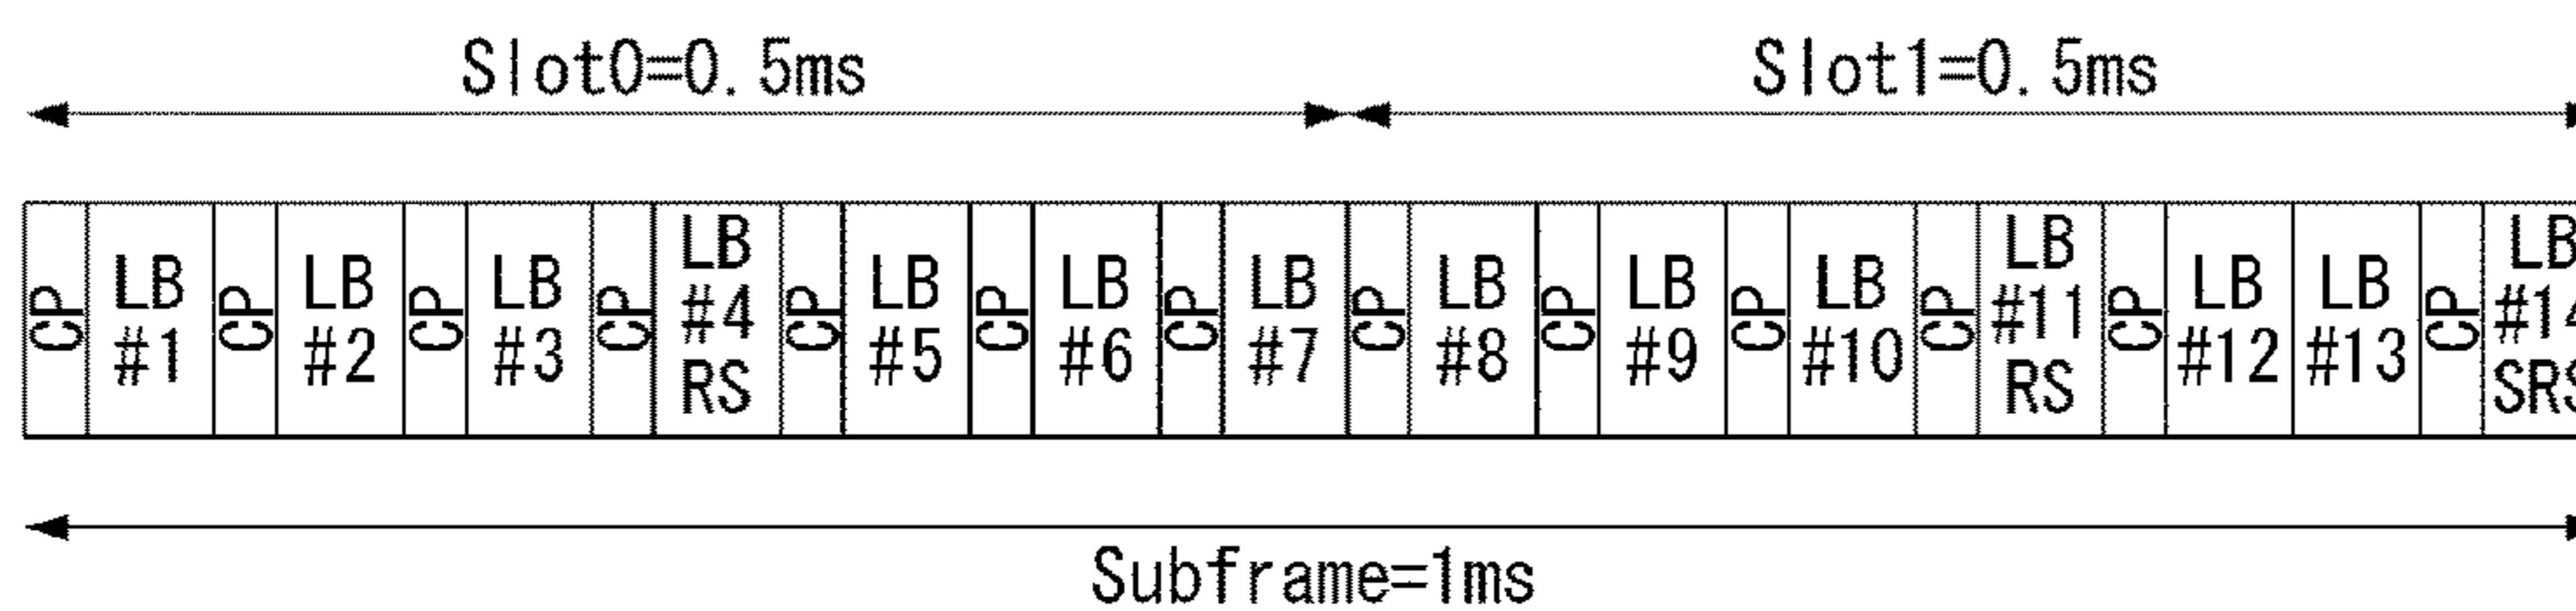 Slot0=0.5ms
Slot1=0.5ms
CP LB #1 CP LB #2 CP LB #3 CP LB #4 RS CP LB #5 CP LB #6 CP LB #7 CP LB #8 CP LB #9 CP LB #10 CP LB #11 RS CP LB #12 LB #13 CP LB #14 SRS
Subframe=1ms